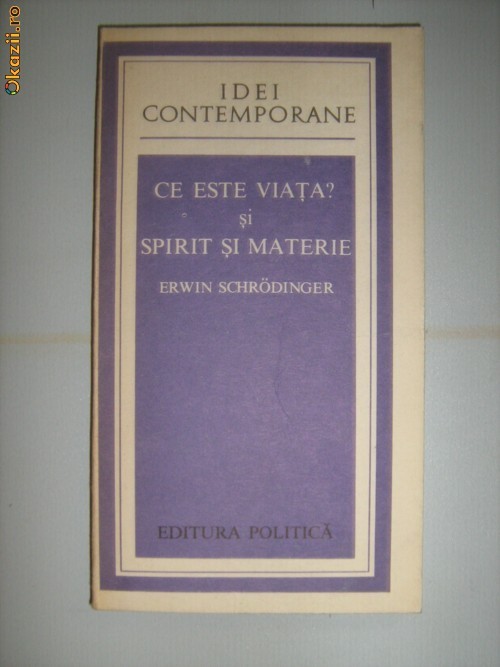 Okazii.ro
IDEI
CONTEMPORANE
CE ESTE VIAȚA?
și
SPIRIT ȘI MATERIE
ERWIN SCHRÖDINGER
EDITURA POLITICĂ